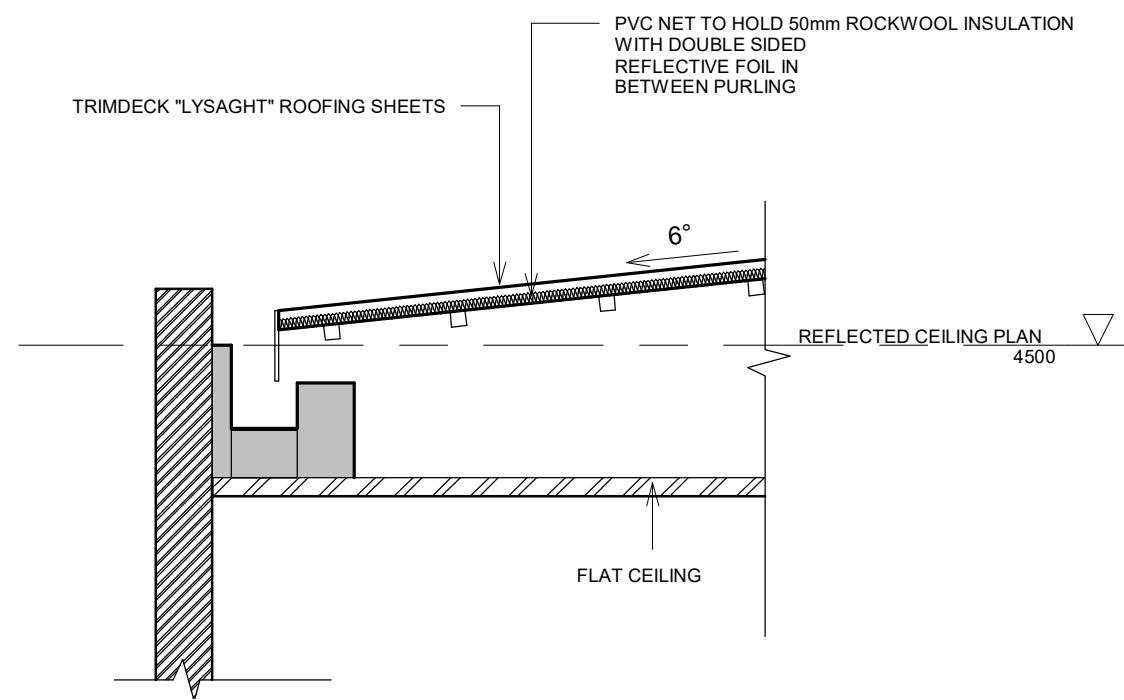 PVC NET TO HOLD 50mm ROCKWOOL INSULATION
WITH DOUBLE SIDED
REFLECTIVE FOIL IN
BETWEEN PURLING
TRIMDECK "LYSAGHT" ROOFING SHEETS
6°
REFLECTED CEILING PLAN
4500
FLAT CEILING